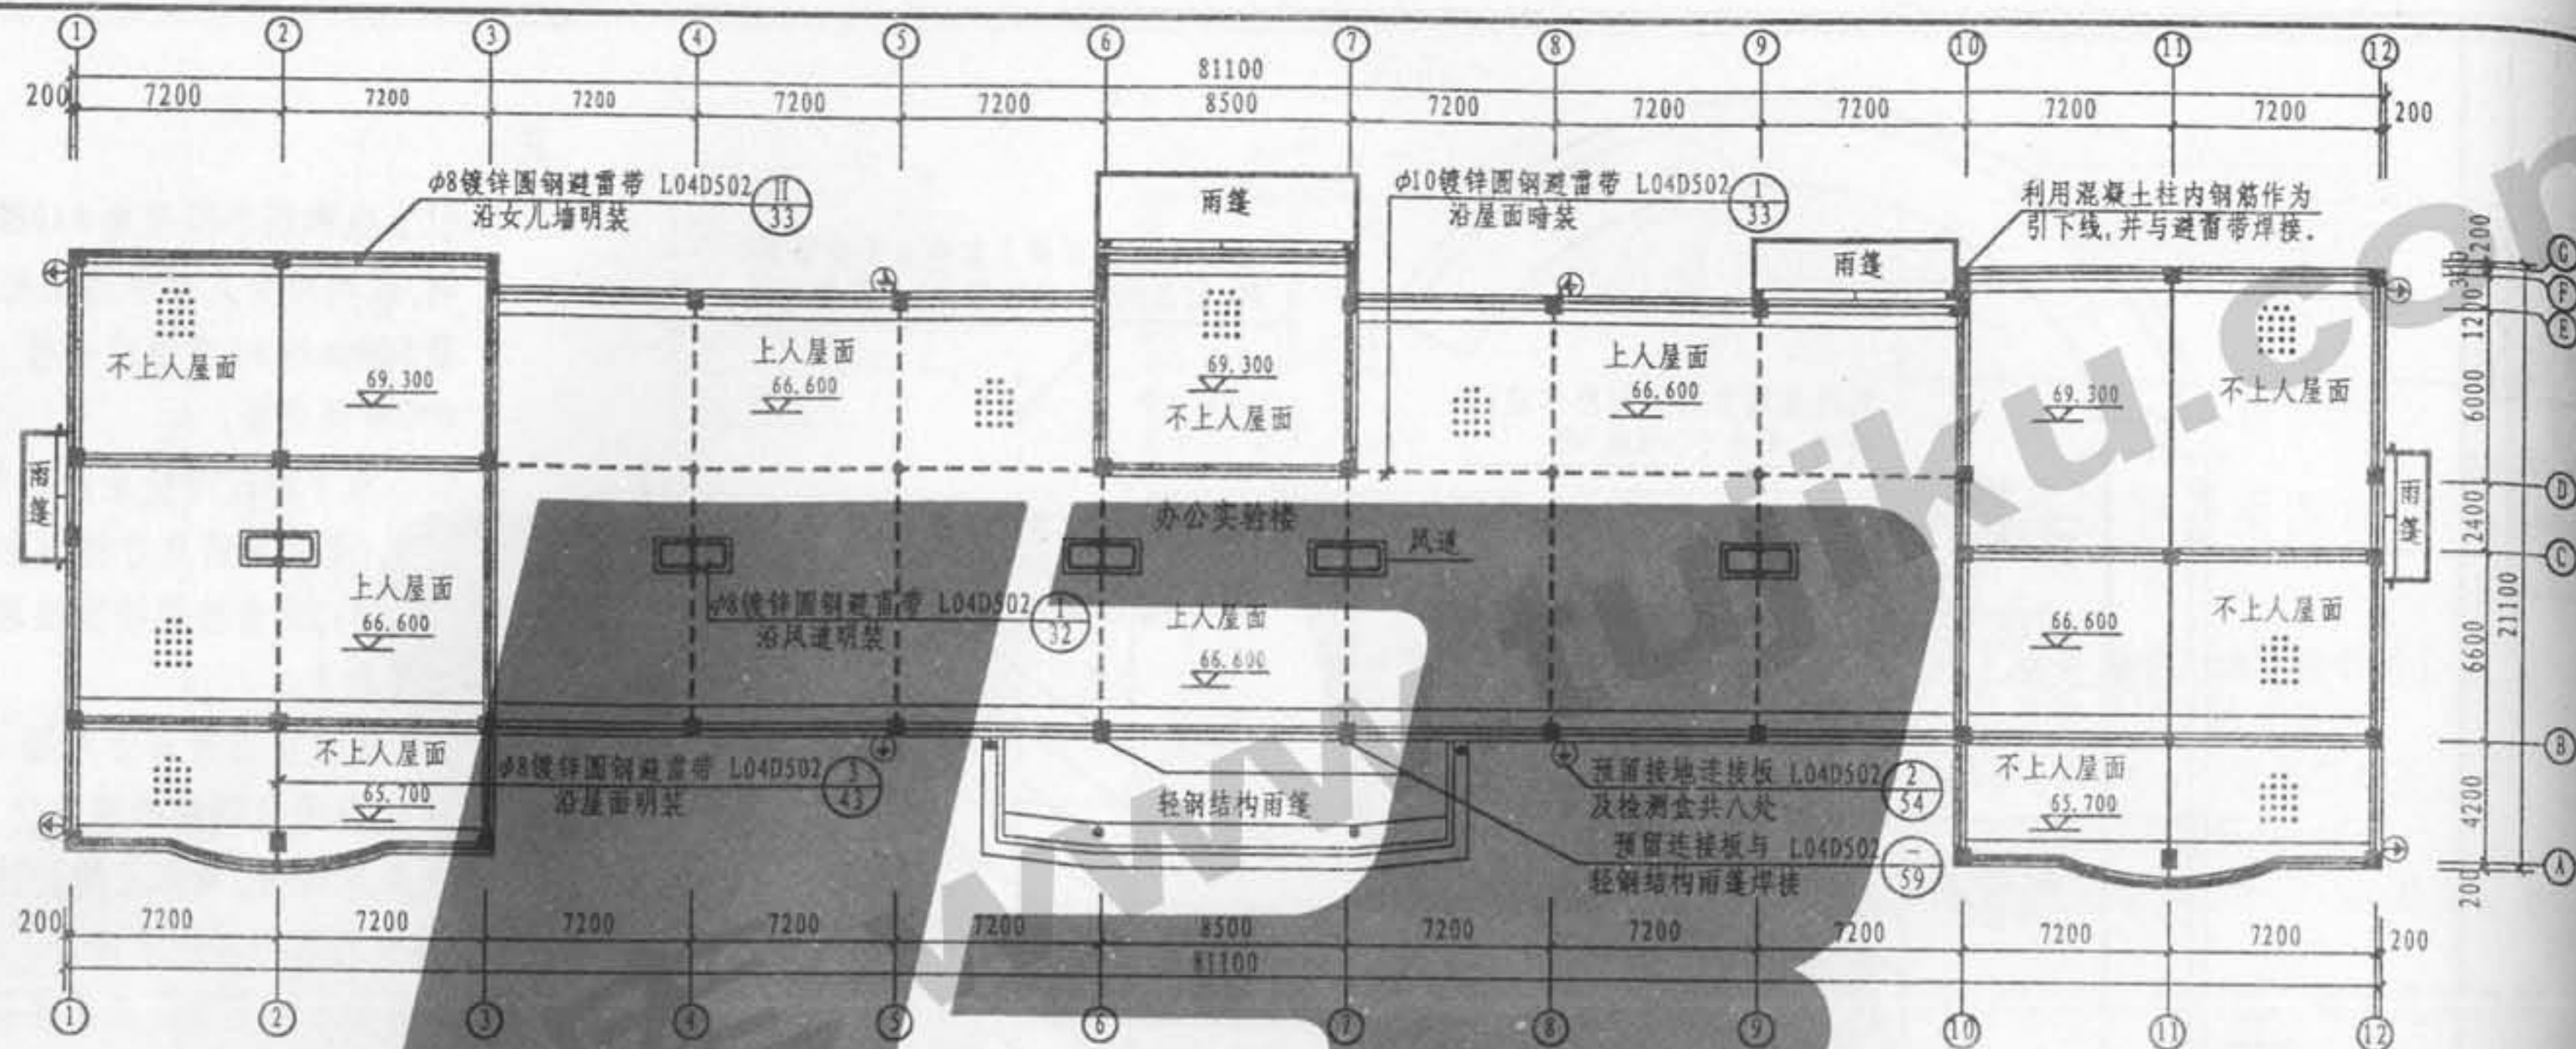 1 2 3 4 5 6 7 8 9 10 11 12
81100
200 7200 7200 7200 7200 7200 8500 7200 7200 7200 7200 7200 200
φ8镀锌圆钢避雷带 L04D502 11/33
沿女儿墙明装
雨篷
φ10镀锌圆钢避雷带 L04D502 1/33
沿屋面暗装
雨篷
利用混凝土柱内钢筋作为
引下线,并与避雷带焊接.
不上人屋面
69.300
上人屋面
66.600
69.300
不上人屋面
上人屋面
66.600
69.300
不上人屋面
雨篷
办公实验楼
风道
雨篷
上人屋面
66.600
φ8镀锌圆钢避雷带 L04D502 1/32
沿风道明装
上人屋面
66.600
66.600
不上人屋面
不上人屋面
65.700
φ8镀锌圆钢避雷带 L04D502 3/43
沿屋面明装
轻钢结构雨篷
预留接地连接板 L04D502 2/54
及检测盒共八处
预留连接板与 L04D502 -/59
轻钢结构雨篷焊接
不上人屋面
65.700
G
F
E
D
C
B
A
1200
6000
2400
6600
4200
200
21100
200 7200 7200 7200 7200 7200 8500 7200 7200 7200 7200 7200 200
81100
1 2 3 4 5 6 7 8 9 10 11 12
www.tujiku.com